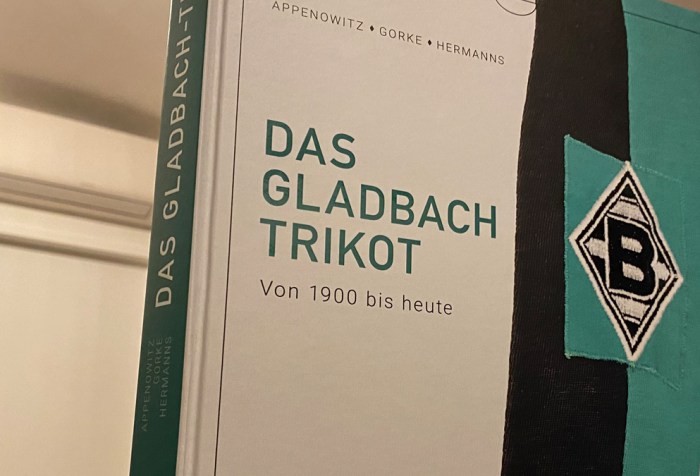 APPENOWITZ ♦ GORKE ♦ HERMANNS
DAS
GLADBACH
TRIKOT
Von 1900 bis heute
B
DAS GLADBACH-T
APPENOWITZ
GORKE
HERMANNS